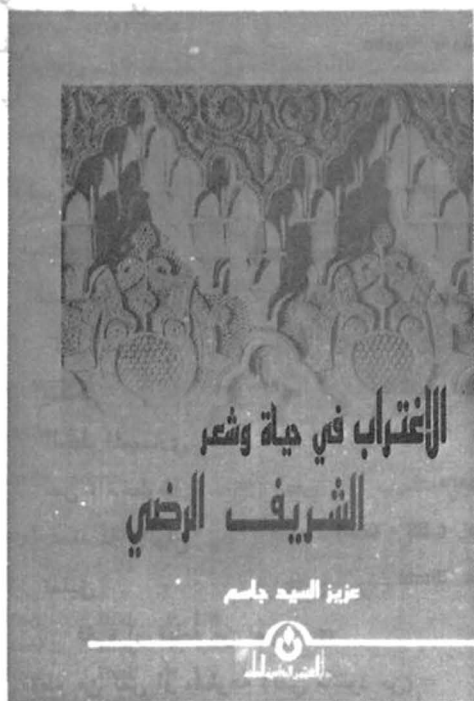 الاغتراب في حياة وشعر
الشريف الرضي
عزيز السيد جاسم